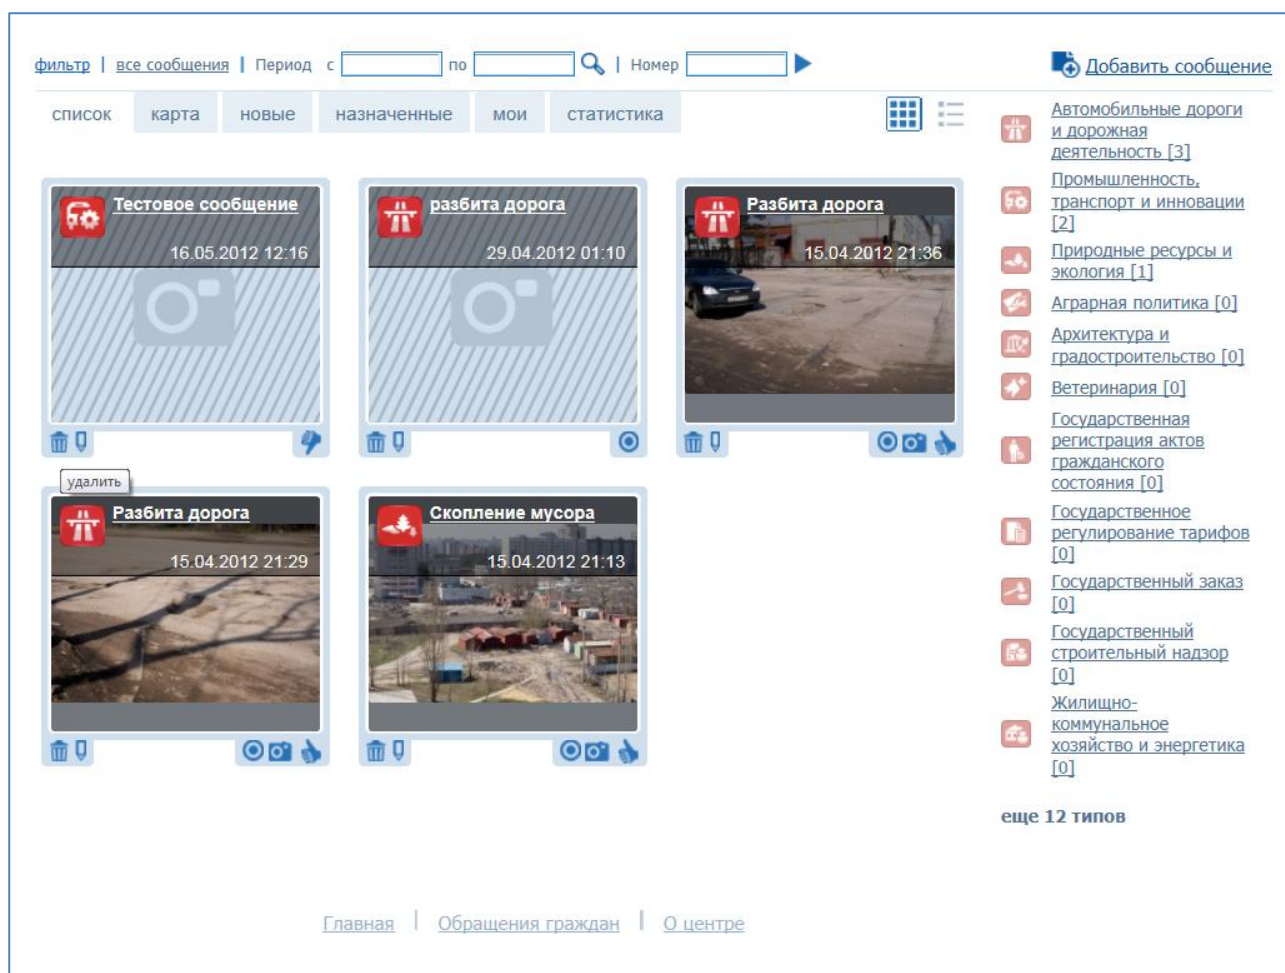 фильтр | все сообщения | Период с по | Номер
Добавить сообщение
список карта новые назначенные мои статистика
Тестовое сообщение
16.05.2012 12:16
разбита дорога
29.04.2012 01:10
Разбита дорога
15.04.2012 21:36
удалить
Разбита дорога
15.04.2012 21:29
Скопление мусора
15.04.2012 21:13
Автомобильные дороги
и дорожная
деятельность [3]
Промышленность,
транспорт и инновации
[2]
Природные ресурсы и
экология [1]
Аграрная политика [0]
Архитектура и
градостроительство [0]
Ветеринария [0]
Государственная
регистрация актов
гражданского
состояния [0]
Государственное
регулирование тарифов
[0]
Государственный заказ
[0]
Государственный
строительный надзор
[0]
Жилищно-
коммунальное
хозяйство и энергетика
[0]
еще 12 типов
Главная | Обращения граждан | О центре